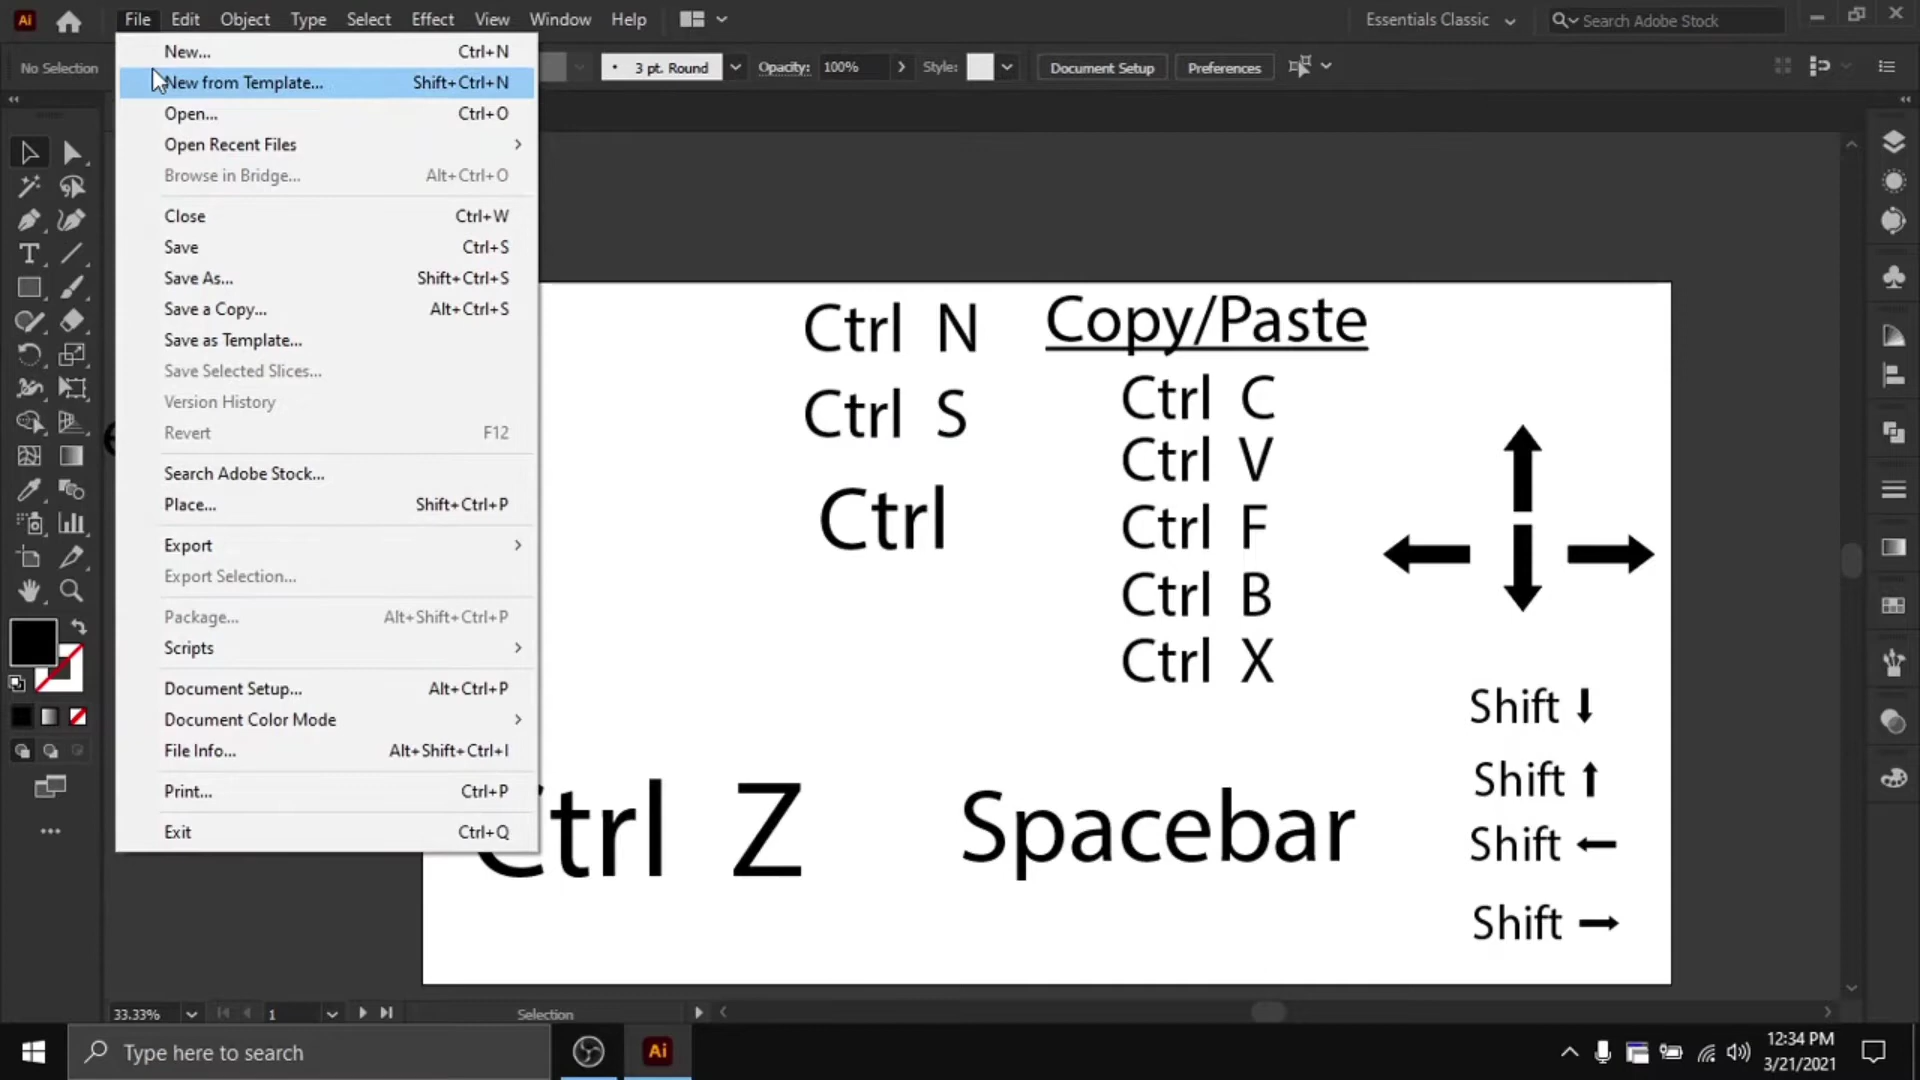 Ai File Edit Object Type Select Effect View Window Help Essentials Classic Search Adobe Stock
No Selection 3 pt. Round Opacity: 100% Style: Document Setup Preferences
New... Ctrl+N
New from Template... Shift+Ctrl+N
Open... Ctrl+O
Open Recent Files
Browse in Bridge... Alt+Ctrl+O
Close Ctrl+W
Save Ctrl+S
Save As... Shift+Ctrl+S
Save a Copy... Alt+Ctrl+S
Save as Template...
Save Selected Slices...
Version History
Revert F12
Search Adobe Stock...
Place... Shift+Ctrl+P
Export
Export Selection...
Package... Alt+Shift+Ctrl+P
Scripts
Document Setup... Alt+Ctrl+P
Document Color Mode
File Info... Alt+Shift+Ctrl+I
Print... Ctrl+P
Exit Ctrl+Q
Ctrl N
Ctrl S
Ctrl
Copy/Paste
Ctrl C
Ctrl V
Ctrl F
Ctrl B
Ctrl X
Shift
Shift
Shift
Shift
Ctrl Z
Spacebar
33.33% 1 Selection
Type here to search Ai 12:34 PM
3/21/2021